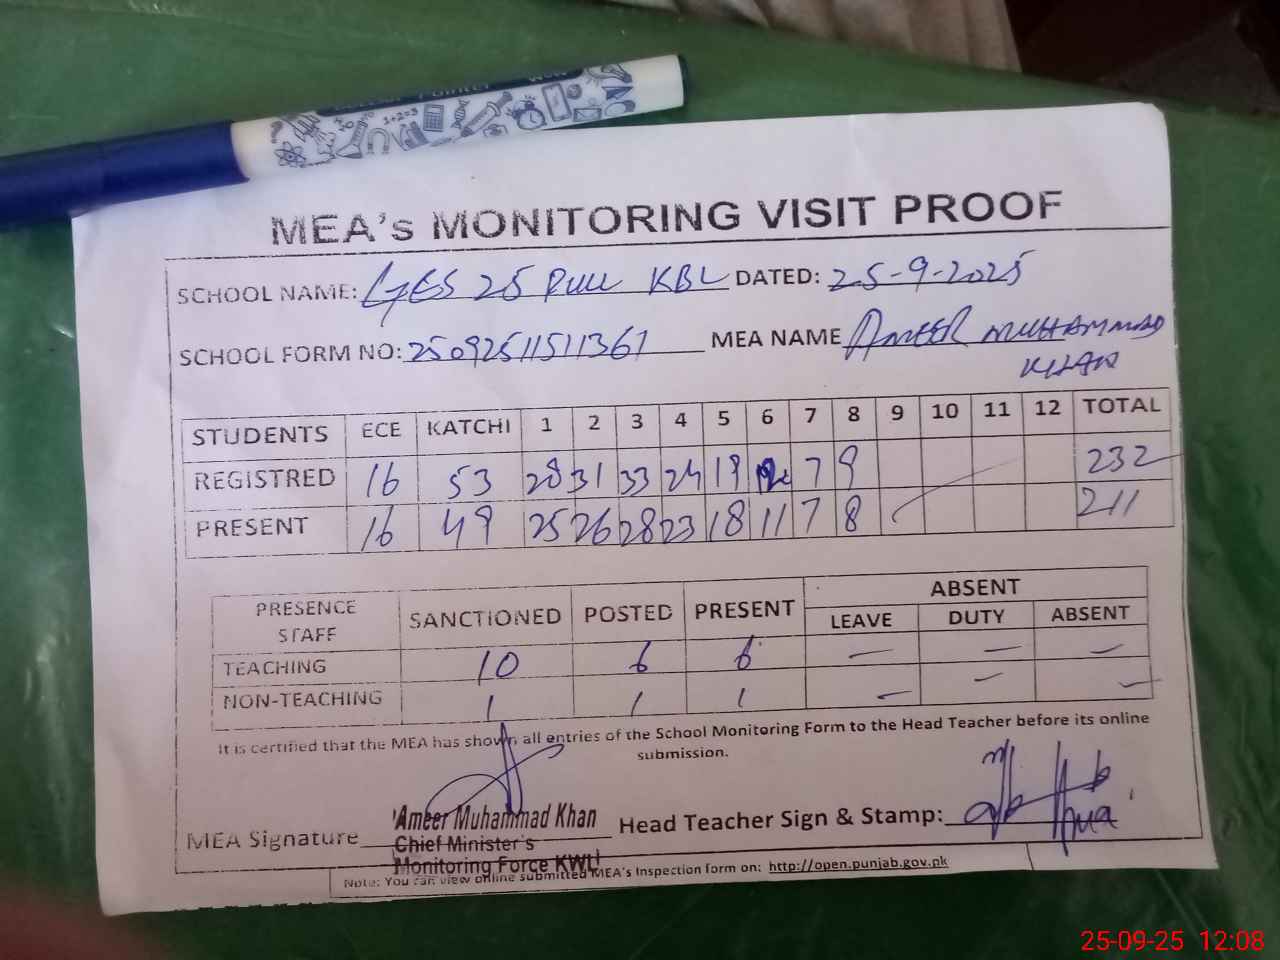 1+2=3
MEA's MONITORING VISIT PROOF
SCHOOL NAME: GES 25 Pull KBL DATED: 25-9-2025
SCHOOL FORM NO: 2509251151 1361 MEA NAME AMEER MUHAMMAD
KHAN
STUDENTS ECE KATCHI 1 2 3 4 5 6 7 8 9 10 11 12 TOTAL
REGISTRED 16 53 28 31 33 24 19 7 9 232
PRESENT 16 49 25 26 28 23 18 11 7 8 211
PRESENCE STAFF SANCTIONED POSTED PRESENT ABSENT
LEAVE DUTY ABSENT
TEACHING 10 6 6 — — —
NON-TEACHING 1 1 1 — — —
It is certified that the MEA has shown all entries of the School Monitoring Form to the Head Teacher before its online
submission.
MEA Signature Ameer Muhammad Khan Head Teacher Sign & Stamp:
Chief Minister's
Monitoring Force KWL
Note: You can view online submitted MEA's Inspection form on: http://open.punjab.gov.pk
25-09-25 12:08